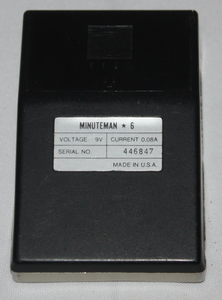 MINUTEMAN ★ 6
VOLTAGE 9V CURRENT 0.08A
SERIAL NO. 446847
MADE IN U.S.A.